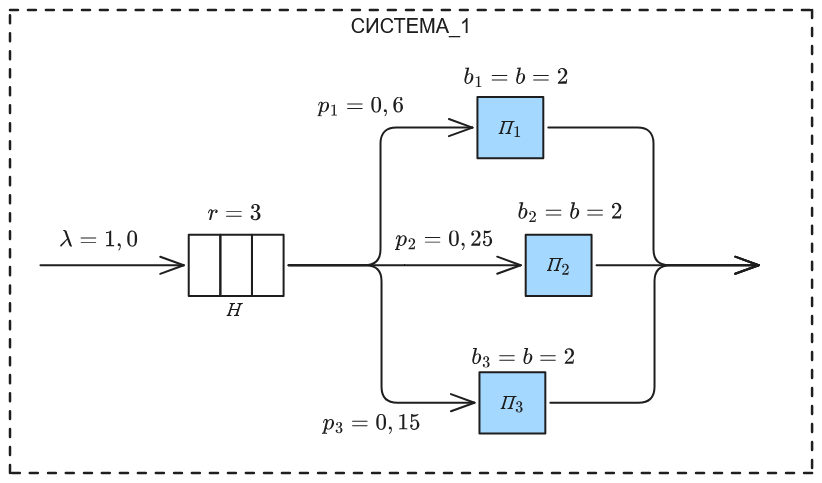 СИСТЕМА_1
b₁ = b = 2
p₁ = 0, 6
П₁
r = 3
b₂ = b = 2
λ = 1, 0
p₂ = 0, 25
П₂
Н
b₃ = b = 2
П₃
p₃ = 0, 15